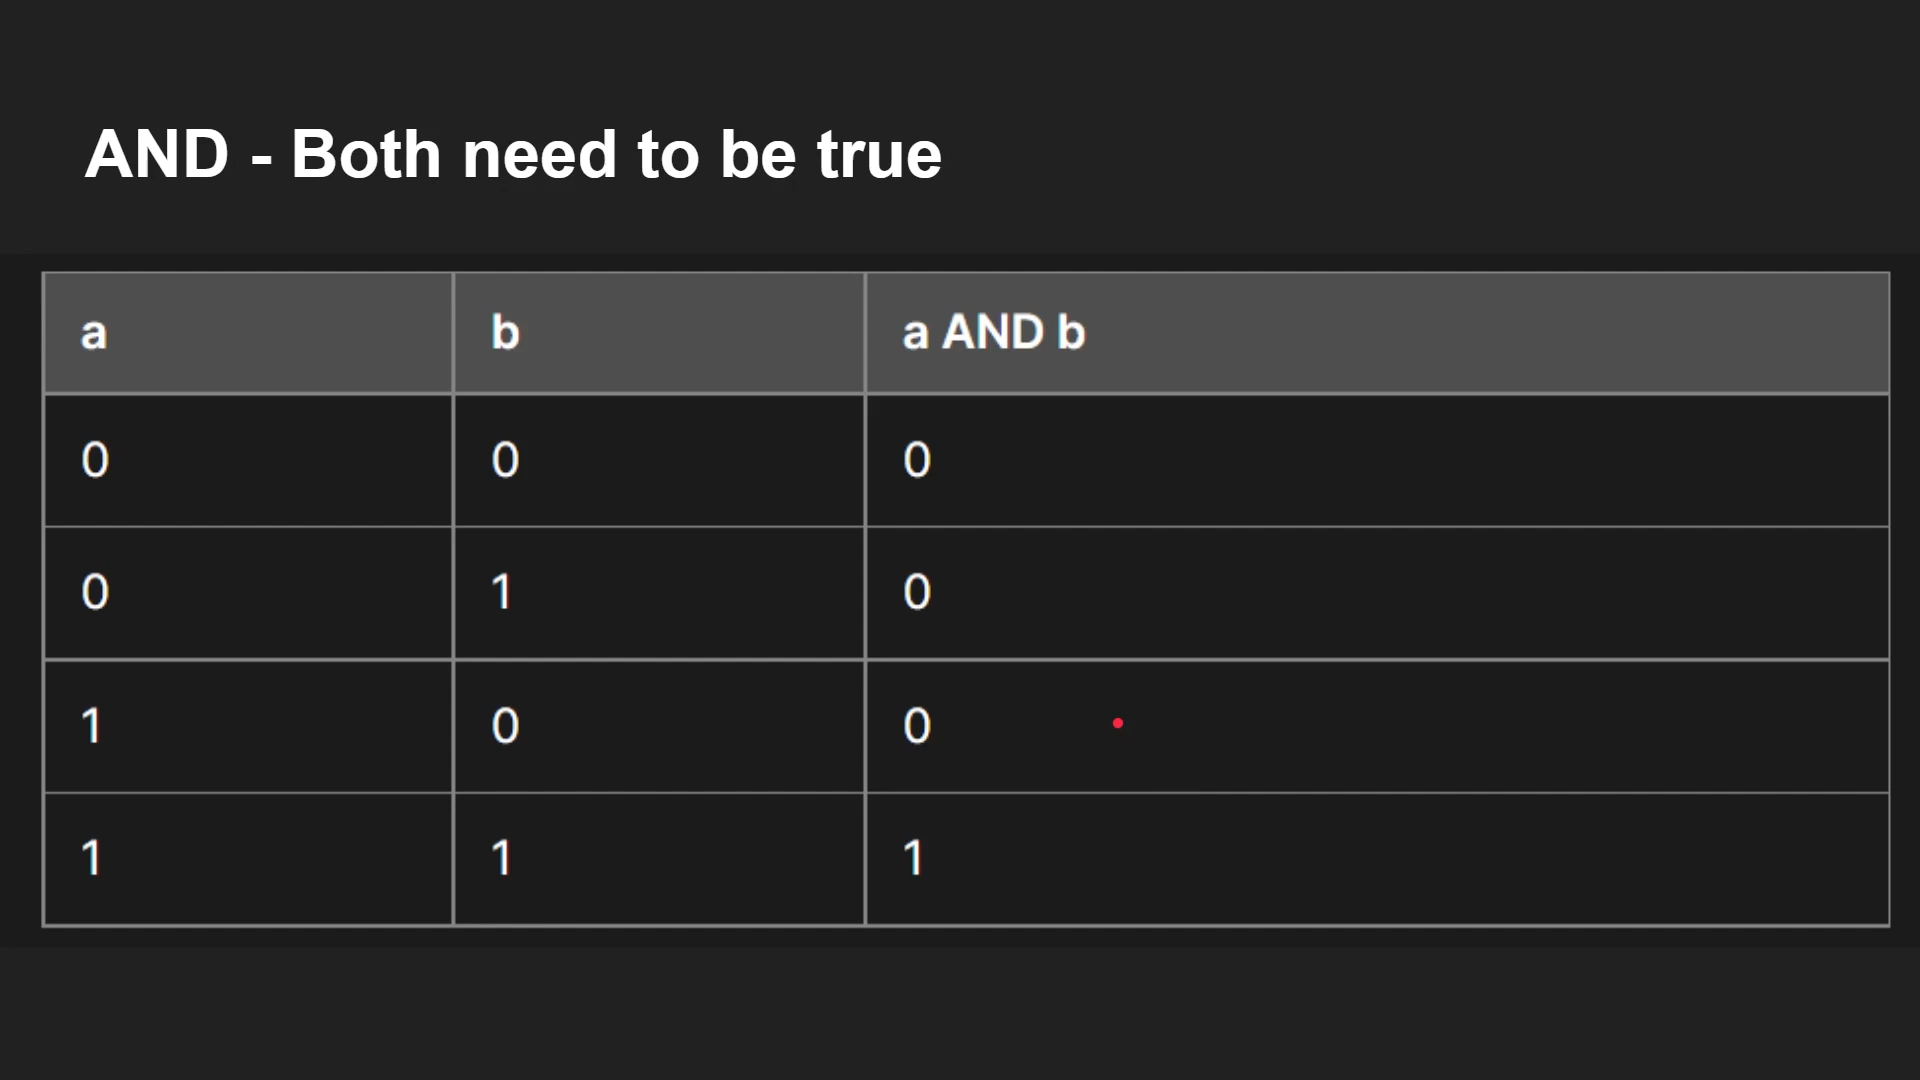 AND - Both need to be true
a b a AND b
0 0 0
0 1 0
1 0 0
1 1 1